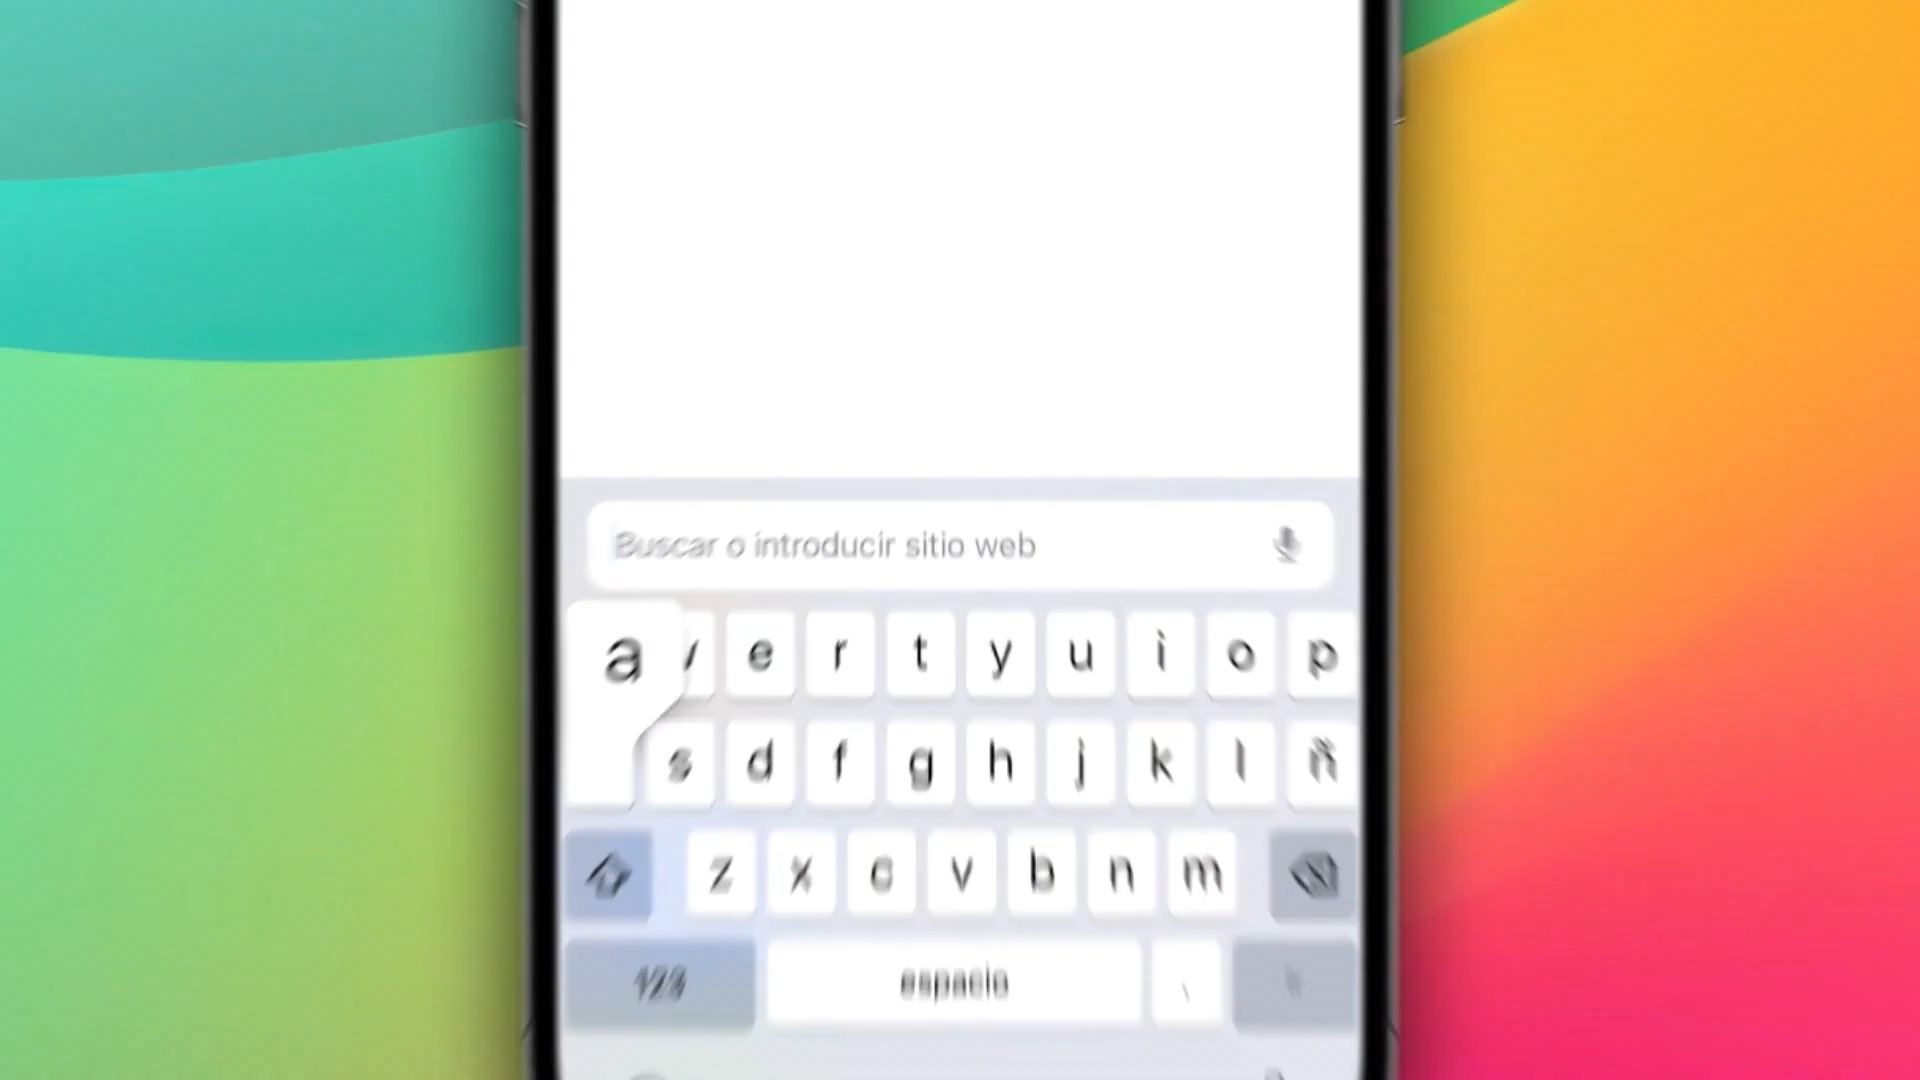 Buscar o introducir sitio web
a e r t y u i o p
s d f g h j k l ñ
z x c v b n m
123 espacio